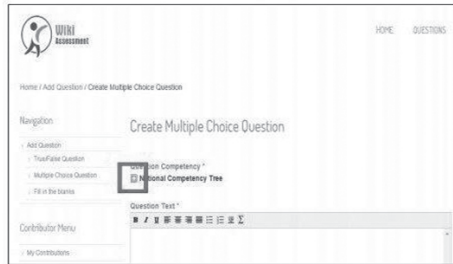 WIKI
Assessment
HOME QUESTIONS
Home / Add Question / Create Multiple Choice Question
Navigation
Add Question
True/False Question
Multiple Choice Question
Fill in the blanks
Contributor Menu
My Contributions
Create Multiple Choice Question
Question Competency *
National Competency Tree
Question Text *
B I U Σ